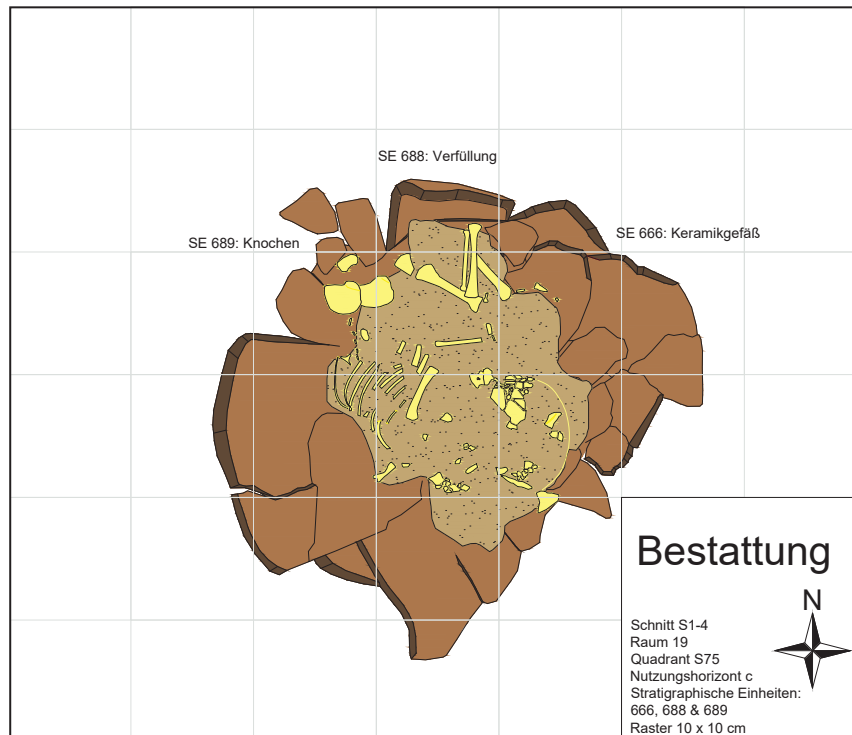 SE 688: Verfüllung
SE 689: Knochen
SE 666: Keramikgefäß
Bestattung
N
Schnitt S1-4
Raum 19
Quadrant S75
Nutzungshorizont c
Stratigraphische Einheiten:
666, 688 & 689
Raster 10 x 10 cm